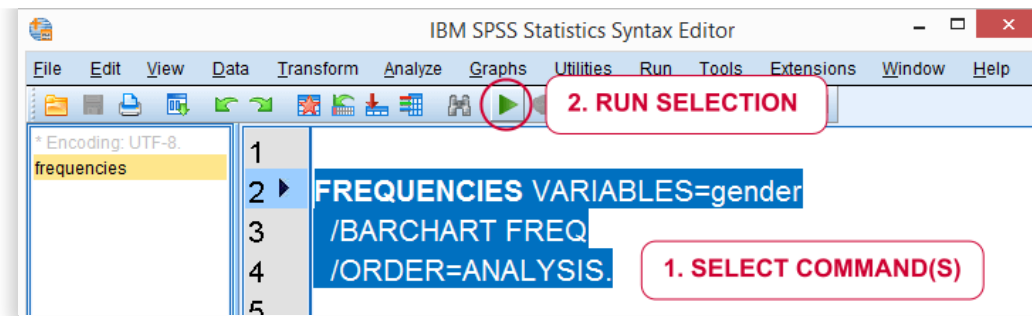 IBM SPSS Statistics Syntax Editor
File Edit View Data Transform Analyze Graphs Utilities Run Tools Extensions Window Help
2. RUN SELECTION
* Encoding: UTF-8.
frequencies
1
2 FREQUENCIES VARIABLES=gender
3 /BARCHART FREQ
4 /ORDER=ANALYSIS.
1. SELECT COMMAND(S)
5